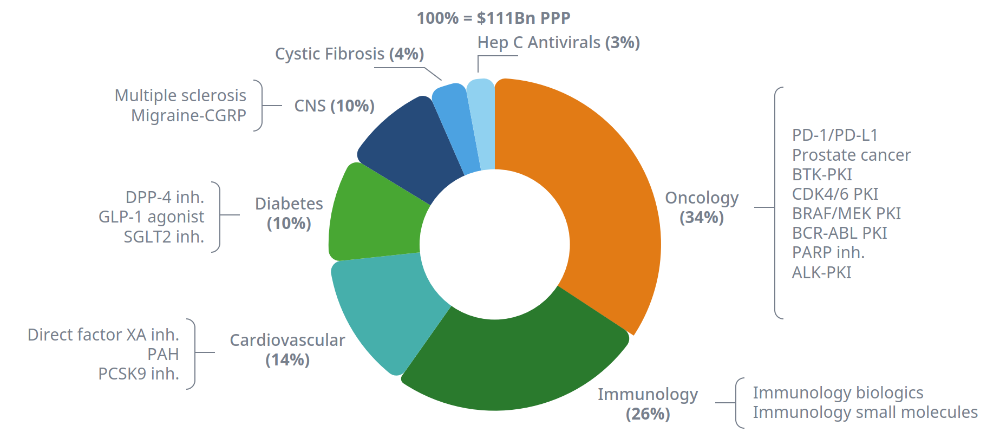 100% = $111Bn PPP
Hep C Antivirals (3%)
Cystic Fibrosis (4%)
Multiple sclerosis
Migraine-CGRP
CNS (10%)
DPP-4 inh.
GLP-1 agonist
SGLT2 inh.
Diabetes
(10%)
Direct factor XA inh.
PAH
PCSK9 inh.
Cardiovascular
(14%)
Oncology
(34%)
PD-1/PD-L1
Prostate cancer
BTK-PKI
CDK4/6 PKI
BRAF/MEK PKI
BCR-ABL PKI
PARP inh.
ALK-PKI
Immunology
(26%)
Immunology biologics
Immunology small molecules